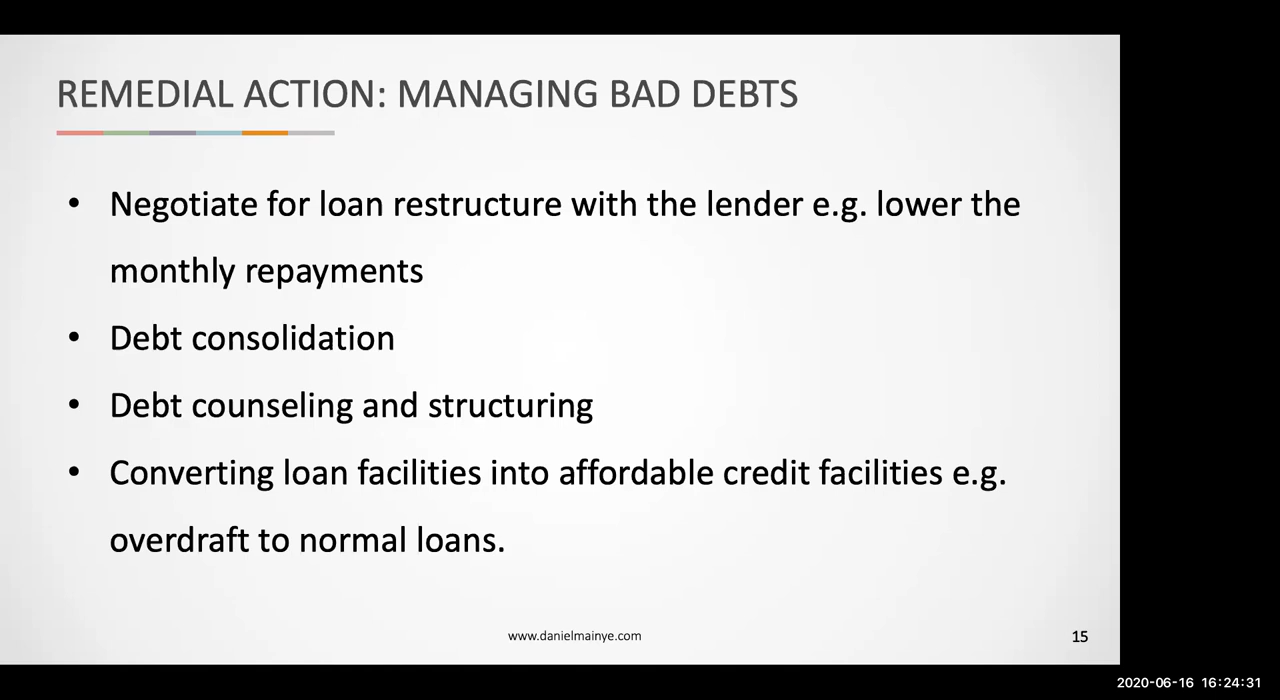 REMEDIAL ACTION: MANAGING BAD DEBTS
• Negotiate for loan restructure with the lender e.g. lower the
monthly repayments
• Debt consolidation
• Debt counseling and structuring
• Converting loan facilities into affordable credit facilities e.g.
overdraft to normal loans.
www.danielmainye.com
15
2020-06-16 16:24:31